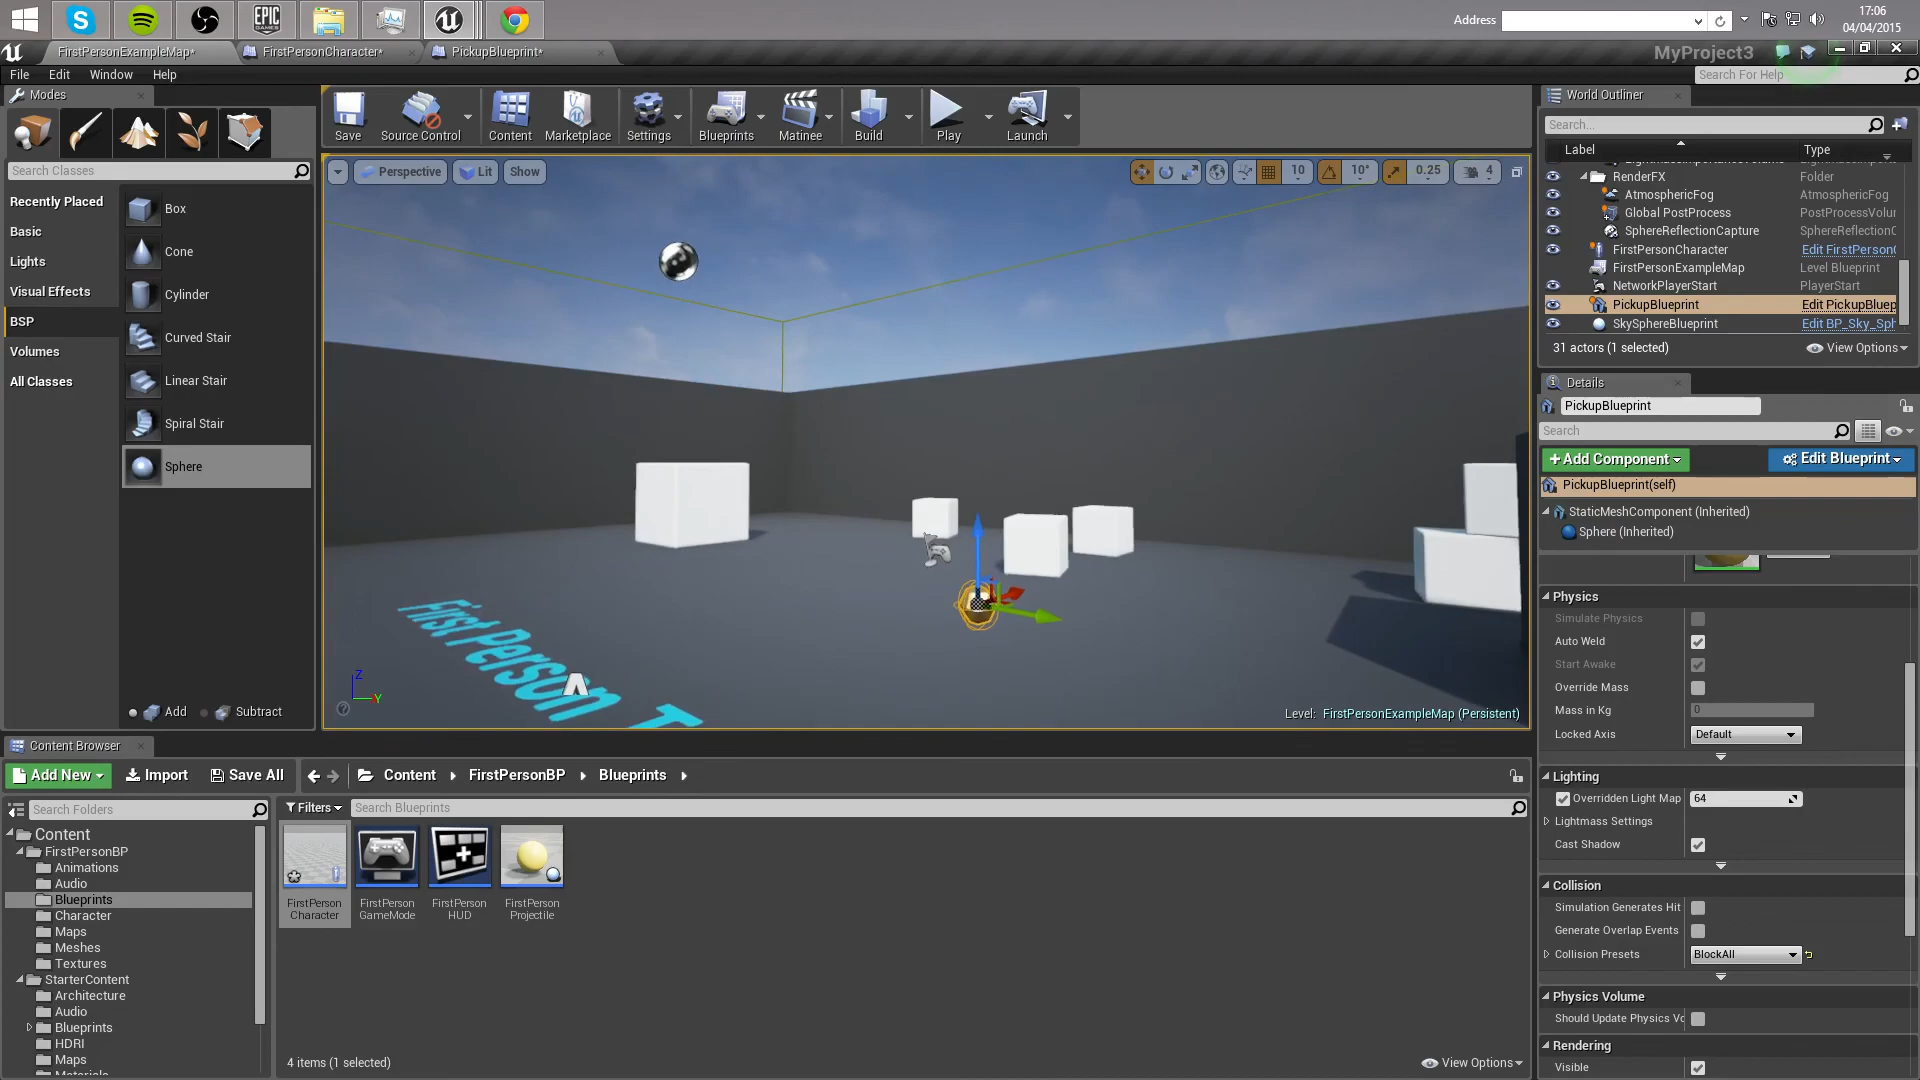 EPIC
GAMES
Address
17:06
04/04/2015
FirstPersonExampleMap*
FirstPersonCharacter*
PickupBlueprint*
MyProject3
File
Edit
Window
Help
Search For Help
Modes
Search Classes
Recently Placed
Basic
Lights
Visual Effects
BSP
Volumes
All Classes
Box
Cone
Cylinder
Curved Stair
Linear Stair
Spiral Stair
Sphere
Add
Subtract
Save
Source Control
Content
Marketplace
Settings
Blueprints
Matinee
Build
Play
Launch
Perspective
Lit
Show
10
10°
0.25
4
First Person T
Z
Y
Level: FirstPersonExampleMap (Persistent)
World Outliner
Search...
Label
Type
RenderFX
Folder
AtmosphericFog
AtmosphericFog
Global PostProcess
PostProcessVolur
SphereReflectionCapture
SphereReflectionC
FirstPersonCharacter
Edit FirstPersonC
FirstPersonExampleMap
Level Blueprint
NetworkPlayerStart
PlayerStart
PickupBlueprint
Edit PickupBluep
SkySphereBlueprint
Edit BP_Sky_Sph
31 actors (1 selected)
View Options
Details
PickupBlueprint
Search
+Add Component
Edit Blueprint
PickupBlueprint(self)
StaticMeshComponent (Inherited)
Sphere (Inherited)
Physics
Simulate Physics
Auto Weld
Start Awake
Override Mass
Mass in Kg
0
Locked Axis
Default
Lighting
Overridden Light Map
64
Lightmass Settings
Cast Shadow
Collision
Simulation Generates Hit
Generate Overlap Events
Collision Presets
BlockAll
Physics Volume
Should Update Physics Vo
Rendering
Visible
Content Browser
Add New
Import
Save All
Content
FirstPersonBP
Blueprints
Search Folders
Filters
Search Blueprints
Content
FirstPersonBP
Animations
Audio
Blueprints
Character
Maps
Meshes
Textures
StarterContent
Architecture
Audio
Blueprints
HDRI
Maps
FirstPerson
Character
FirstPerson
GameMode
FirstPerson
HUD
FirstPerson
Projectile
4 items (1 selected)
View Options